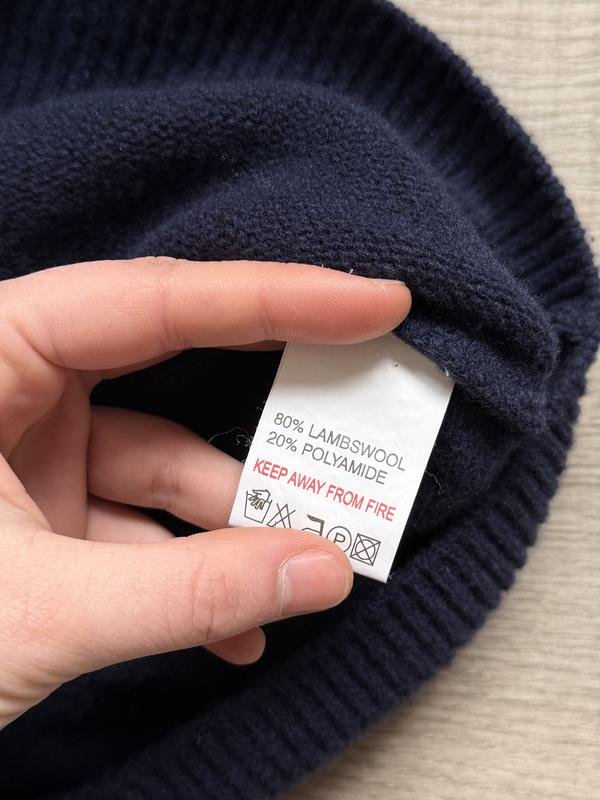 80% LAMBSWOOL
20% POLYAMIDE
KEEP AWAY FROM FIRE
P